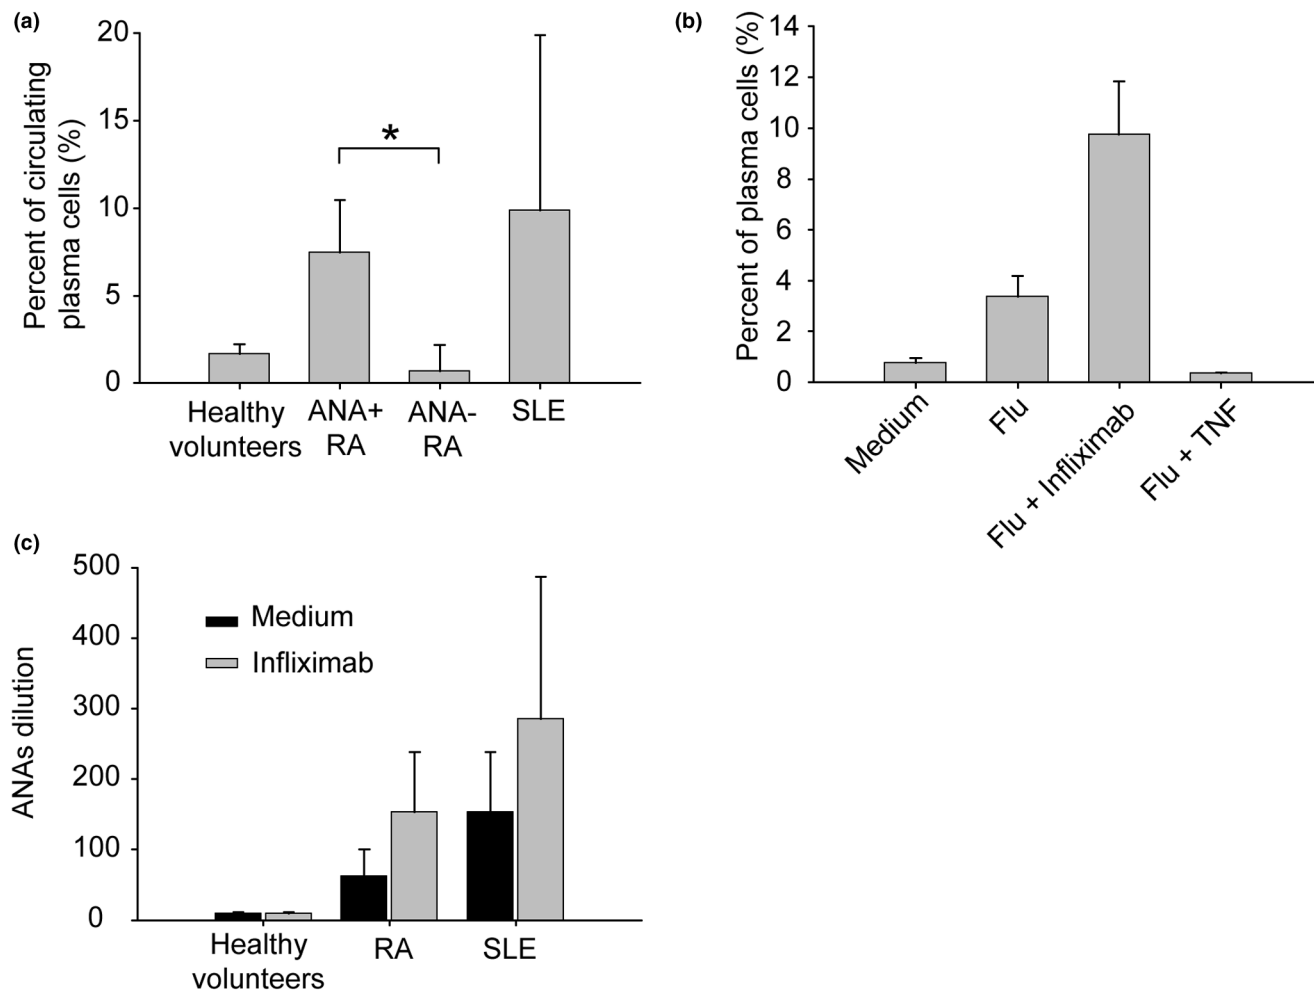 (a)
Percent of circulating
plasma cells (%)
20
15
10
5
0
*
Healthy
volunteers
ANA+
RA
ANA-
RA
SLE
(b)
Percent of plasma cells (%)
14
12
10
8
6
4
2
0
Medium
Flu
Flu + Infliximab
Flu + TNF
(c)
ANAs dilution
500
400
300
200
100
0
Medium
Infliximab
Healthy
volunteers
RA
SLE